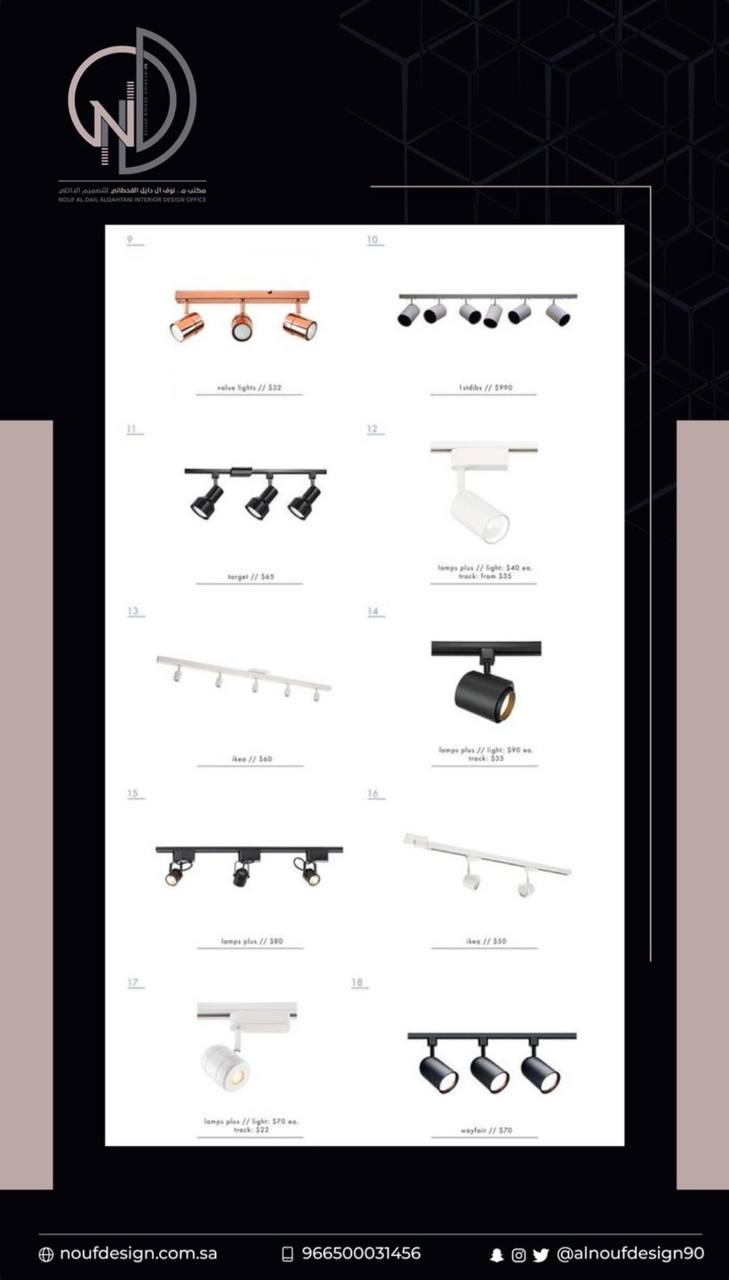 مكتب م. نوف ال دايل القحطاني للتصميم الداخلي
NOUF AL-DAIL ALQAHTANI INTERIOR DESIGN OFFICE
9
10
value lights // $32
1stdibs // $990
11
12
target // $65
lamps plus // light: $40 ea.
track: from $35
13
14
ikea // $60
lamps plus // light: $90 ea.
track: $35
15
16
lamps plus // $80
ikea // $50
17
18
lamps plus // light: $70 ea.
track: $22
wayfair // $70
noufdesign.com.sa
966500031456
@alnoufdesign90